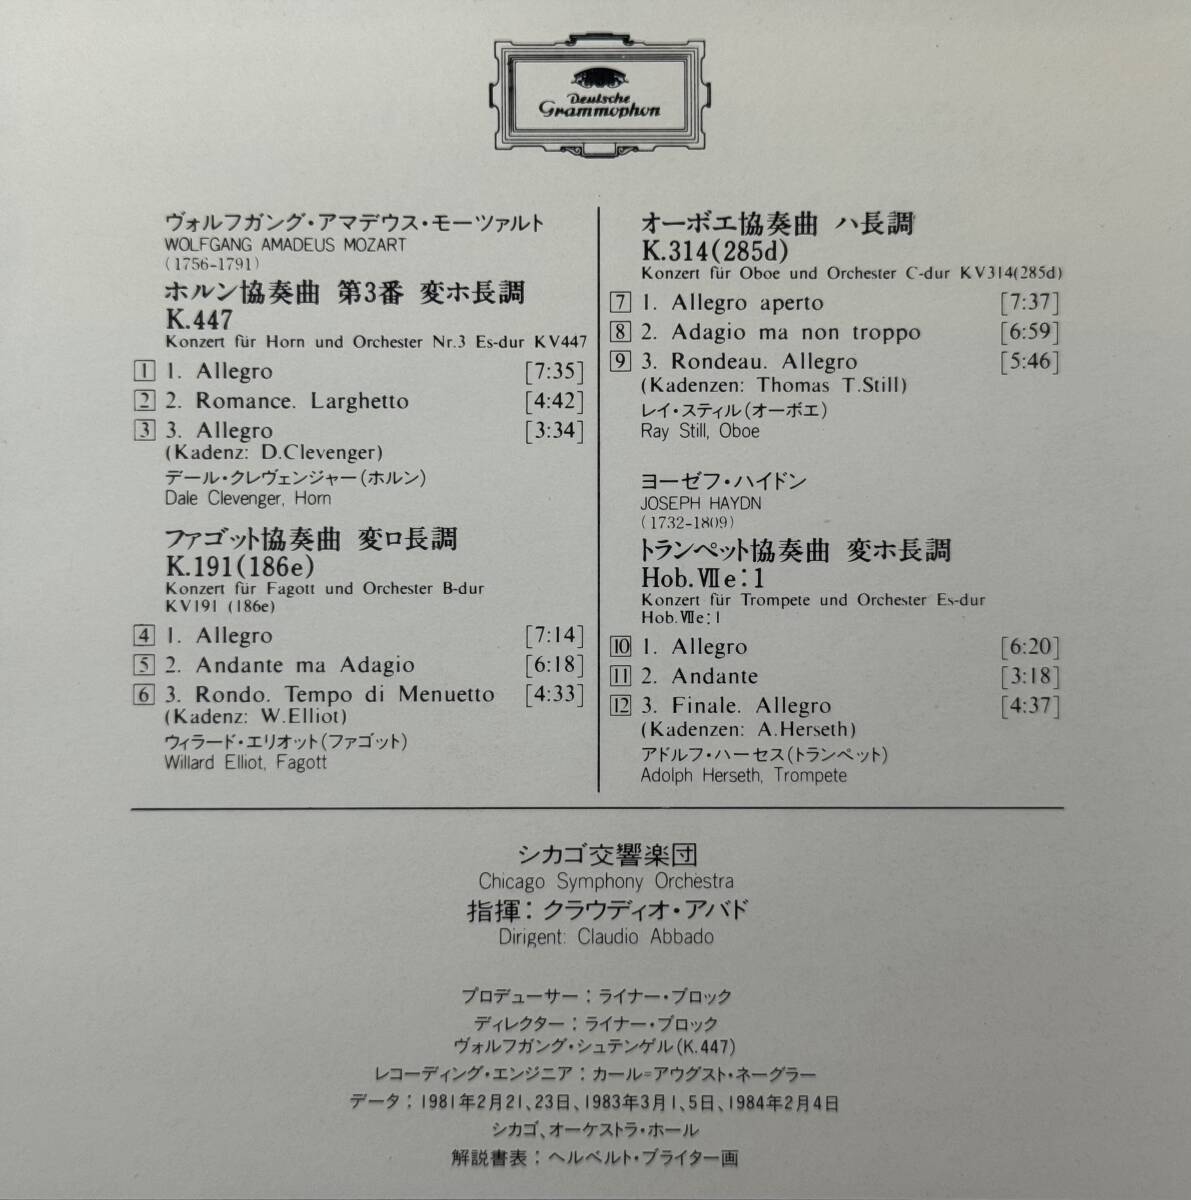 Deutsche
Grammophon
ヴォルフガング・アマデウス・モーツァルト
WOLFGANG AMADEUS MOZART
(1756-1791)
ホルン協奏曲 第3番 変ホ長調
K.447
Konzert für Horn und Orchester Nr.3 Es-dur KV447
1 1. Allegro [7:35]
2 2. Romance. Larghetto [4:42]
3 3. Allegro [3:34]
(Kadenz: D.Clevenger)
デール・クレヴェンジャー(ホルン)
Dale Clevenger, Horn
ファゴット協奏曲 変ロ長調
K.191(186e)
Konzert für Fagott und Orchester B-dur
KV191 (186e)
4 1. Allegro [7:14]
5 2. Andante ma Adagio [6:18]
6 3. Rondo. Tempo di Menuetto [4:33]
(Kadenz: W.Elliot)
ウィラード・エリオット(ファゴット)
Willard Elliot, Fagott
オーボエ協奏曲 ハ長調
K.314(285d)
Konzert für Oboe und Orchester C-dur KV314(285d)
7 1. Allegro aperto [7:37]
8 2. Adagio ma non troppo [6:59]
9 3. Rondeau. Allegro [5:46]
(Kadenzen: Thomas T.Still)
レイ・スティル(オーボエ)
Ray Still, Oboe
ヨーゼフ・ハイドン
JOSEPH HAYDN
(1732-1809)
トランペット協奏曲 変ホ長調
Hob.Ⅶe:1
Konzert für Trompete und Orchester Es-dur
Hob.Ⅶe:1
10 1. Allegro [6:20]
11 2. Andante [3:18]
12 3. Finale. Allegro [4:37]
(Kadenzen: A.Herseth)
アドルフ・ハーセス(トランペット)
Adolph Herseth, Trompete
シカゴ交響楽団
Chicago Symphony Orchestra
指揮:クラウディオ・アバド
Dirigent: Claudio Abbado
プロデューサー:ライナー・ブロック
ディレクター:ライナー・ブロック
ヴォルフガング・シュテンゲル(K.447)
レコーディング・エンジニア:カール=アウグスト・ネーグラー
データ:1981年2月21、23日、1983年3月1、5日、1984年2月4日
シカゴ、オーケストラ・ホール
解説書表:ヘルベルト・ブライター画